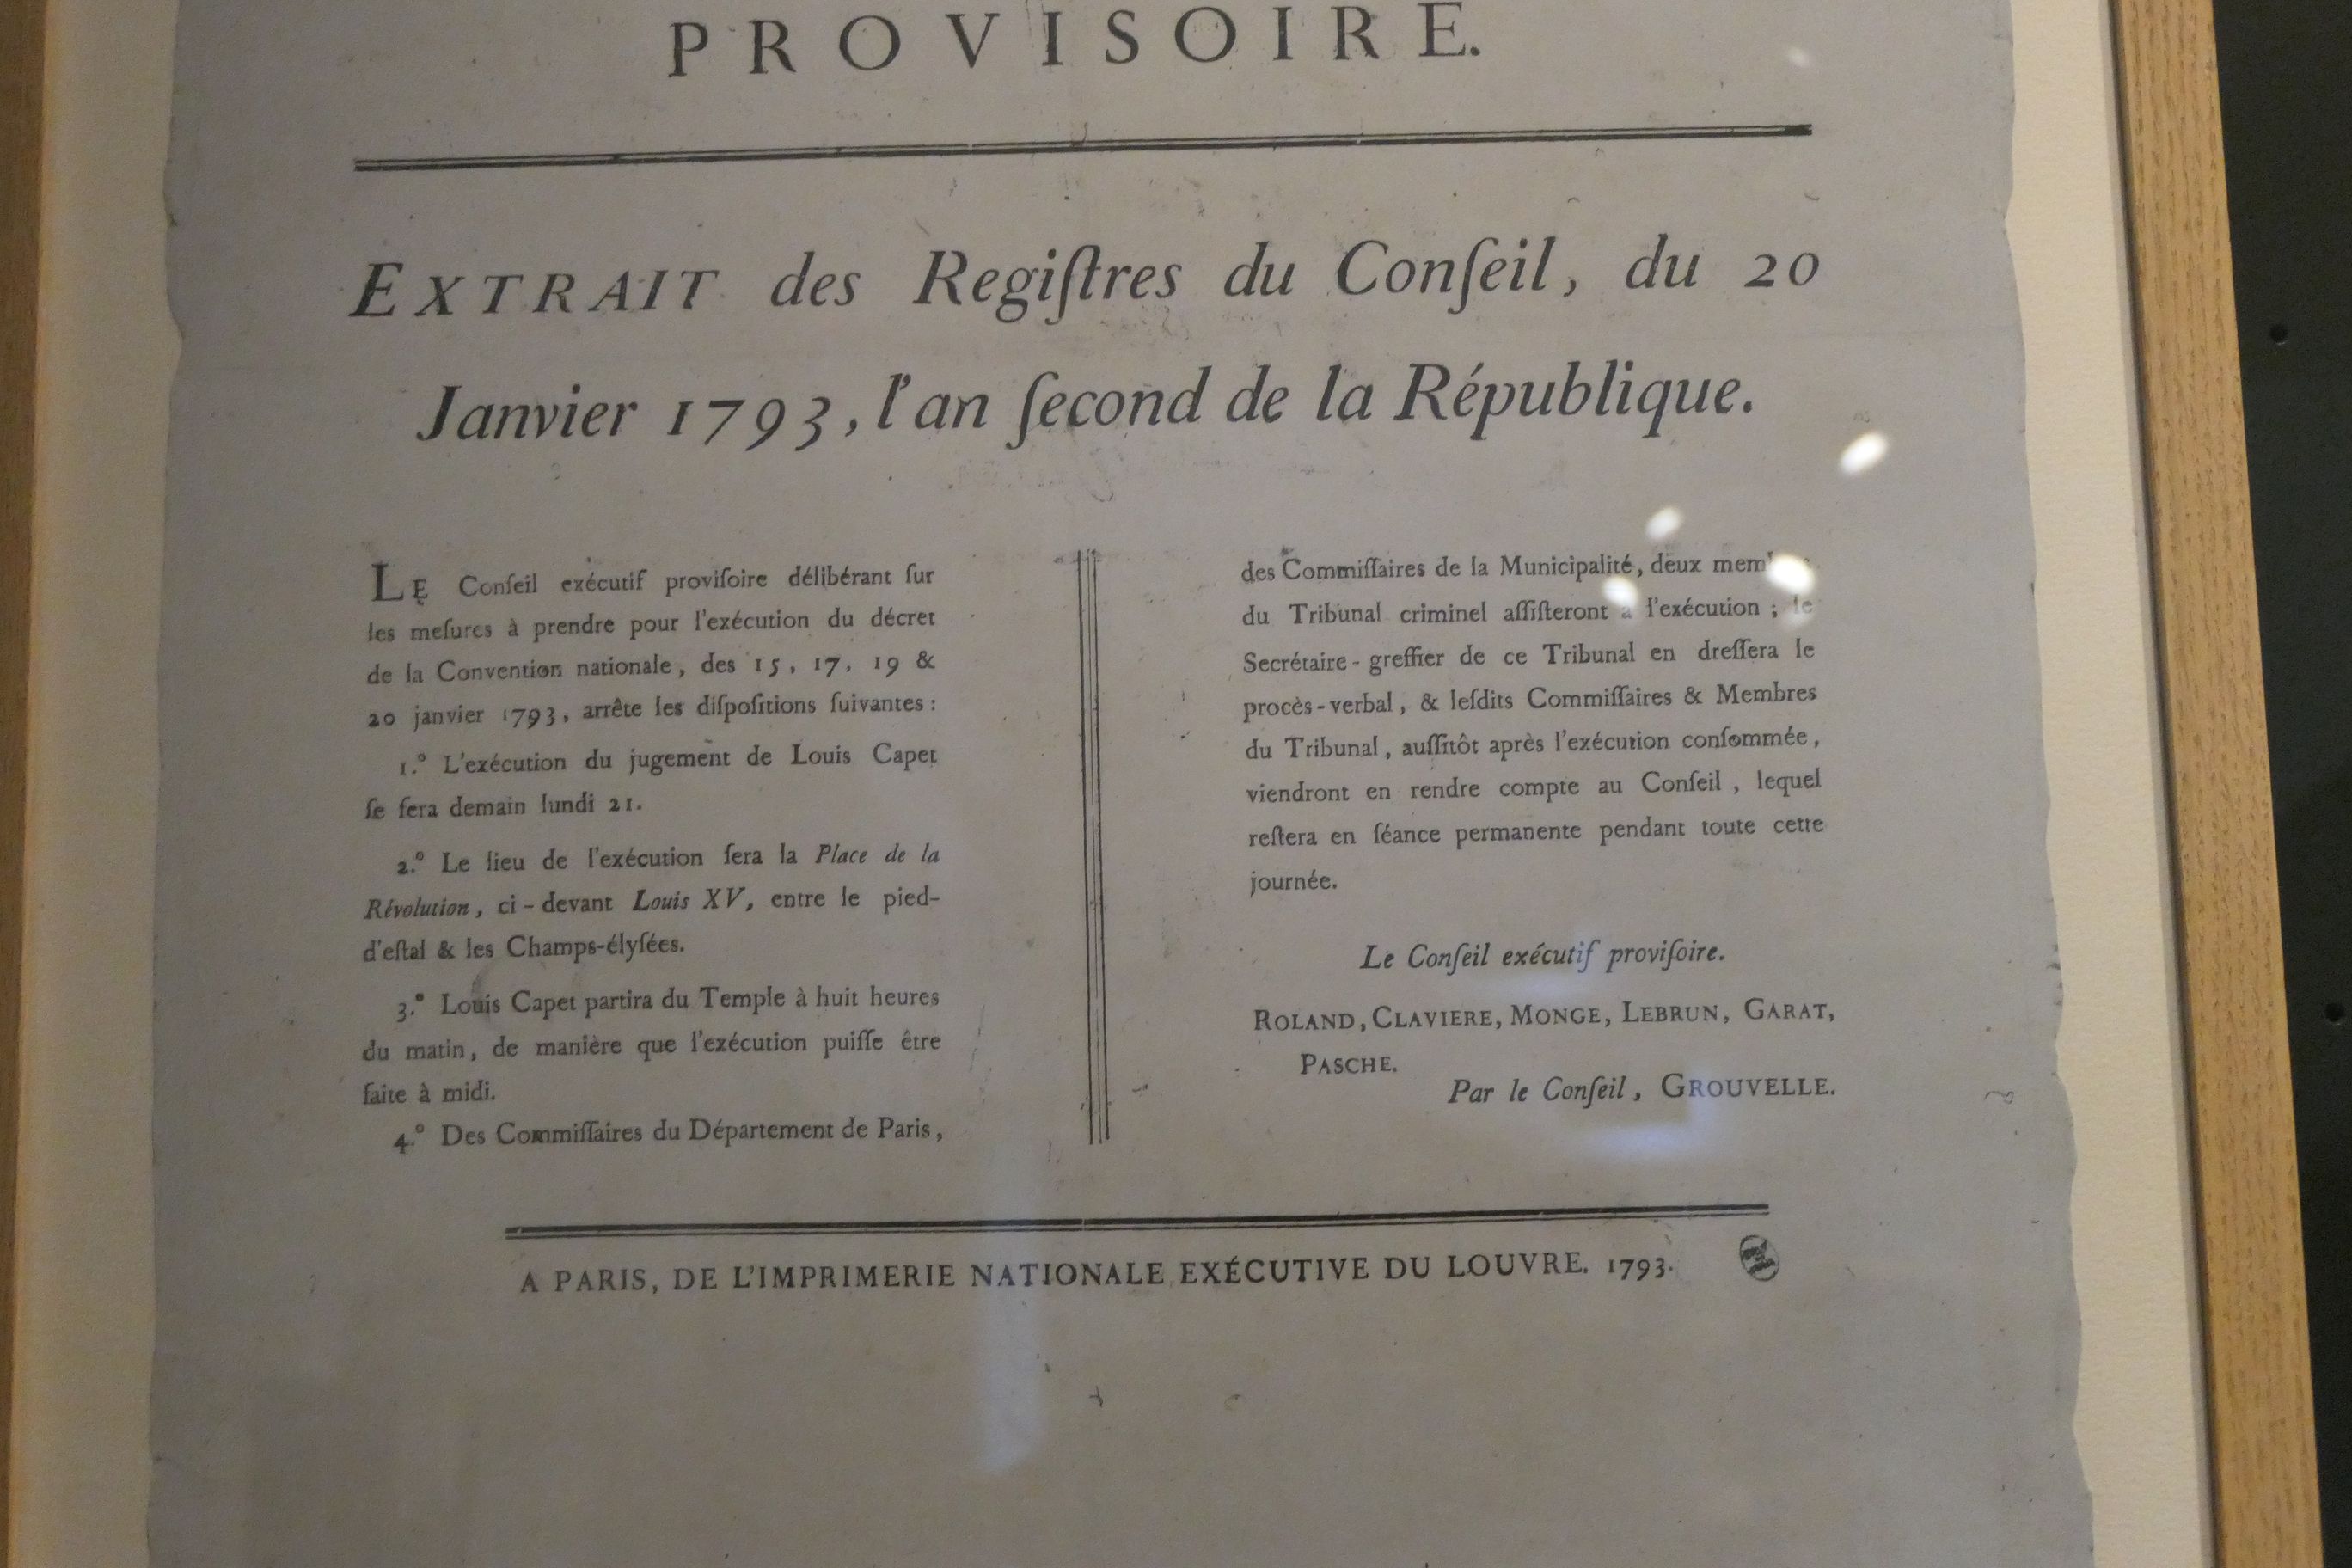 PROVISOIRE.
EXTRAIT des Regiſtres du Conſeil, du 20
Janvier 1793, l'an ſecond de la République.
LE Conſeil exécutif proviſoire délibérant ſur
les meſures à prendre pour l'exécution du décret
de la Convention nationale, des 15, 17, 19 &
20 janvier 1793, arrête les diſpoſitions ſuivantes :
1.º L'exécution du jugement de Louis Capet
ſe fera demain lundi 21.
2.º Le lieu de l'exécution ſera la Place de la
Révolution, ci-devant Louis XV, entre le pied-
d'eſtal & les Champs-élyſées.
3.º Louis Capet partira du Temple à huit heures
du matin, de manière que l'exécution puiſſe être
faite à midi.
4.º Des Commiſſaires du Département de Paris,
des Commiſſaires de la Municipalité, deux
du Tribunal criminel aſſiſteront à l'exécution ; le
Secrétaire-greffier de ce Tribunal en dreſſera le
procès-verbal, & leſdits Commiſſaires & Membres
du Tribunal, auſſitôt après l'exécution conſommée,
viendront en rendre compte au Conſeil, lequel
reſtera en ſéance permanente pendant toute cette
journée.
Le Conſeil exécutif proviſoire.
ROLAND, CLAVIERE, MONGE, LEBRUN, GARAT,
PASCHE.
Par le Conſeil, GROUVELLE.
A PARIS, DE L'IMPRIMERIE NATIONALE EXÉCUTIVE DU LOUVRE. 1793.